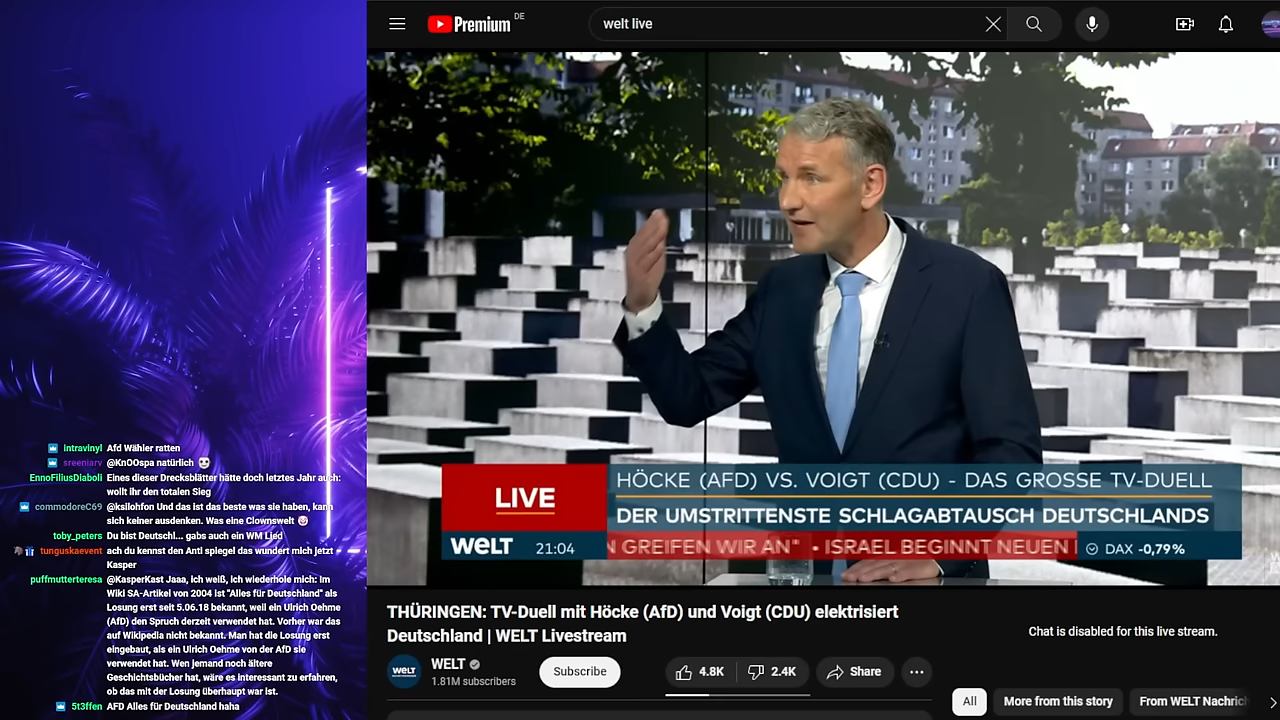 Premium DE
welt live
HÖCKE (AFD) VS. VOIGT (CDU) - DAS GROSSE TV-DUELL
LIVE
DER UMSTRITTENSTE SCHLAGABTAUSCH DEUTSCHLANDS
WELT 21:04
N GREIFEN WIR AN" • ISRAEL BEGINNT NEUEN
DAX -0,79%
THÜRINGEN: TV-Duell mit Höcke (AfD) und Voigt (CDU) elektrisiert
Deutschland | WELT Livestream
Chat is disabled for this live stream.
welt
WELT
1.81M subscribers
Subscribe
4.8K
2.4K
Share
All
More from this story
From WELT Nachric
intravinyl Afd Wähler ratten
sreeniarv @KnOOspa natürlich
EnnoFiliusDiaboli Eines dieser Drecksblätter hätte doch letztes Jahr auch:
wollt ihr den totalen Sieg
commodoreC69 @ksilohfon Und das ist das beste was sie haben, kann
sich keiner ausdenken. Was eine Clownswelt
toby_peters Du bist Deutschl... gabs auch ein WM Lied
tunguskaevent ach du kennst den Anti spiegel das wundert mich jetzt
Kasper
puffmutterteresa @KasperKast Jaaa, ich weiß, ich wiederhole mich: Im
Wiki SA-Artikel von 2004 ist "Alles für Deutschland" als
Losung erst seit 5.06.18 bekannt, weil ein Ulrich Oehme
(AfD) den Spruch derzeit verwendet hat. Vorher war das
auf Wikipedia nicht bekannt. Man hat die Losung erst
eingebaut, als ein Ulrich Oehme von der AfD sie
verwendet hat. Wen jemand noch ältere
Geschichtsbücher hat, wäre es interessant zu erfahren,
ob das mit der Losung überhaupt war ist.
5t3ffen AFD Alles für Deutschland haha